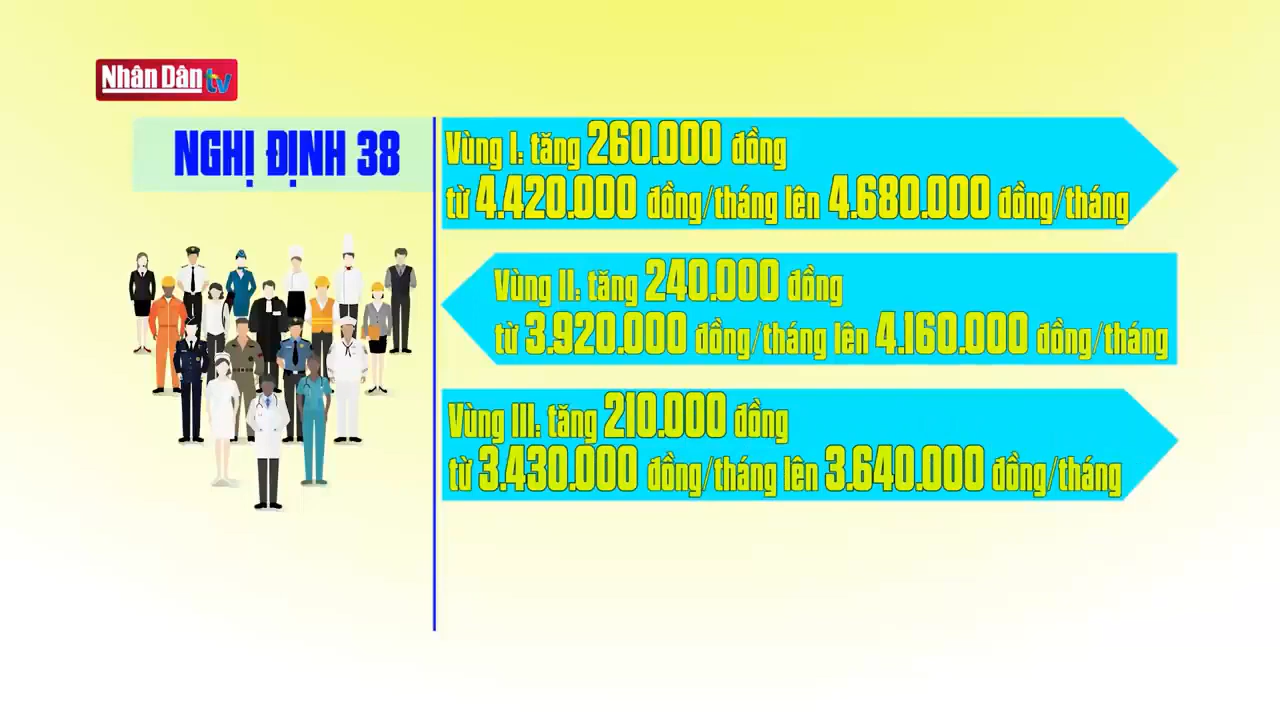 Nhân Dân tv
NGHỊ ĐỊNH 38
Vùng I: tăng 260.000 đồng
từ 4.420.000 đồng/tháng lên 4.680.000 đồng/tháng
Vùng II: tăng 240.000 đồng
từ 3.920.000 đồng/tháng lên 4.160.000 đồng/tháng
Vùng III: tăng 210.000 đồng
từ 3.430.000 đồng/tháng lên 3.640.000 đồng/tháng